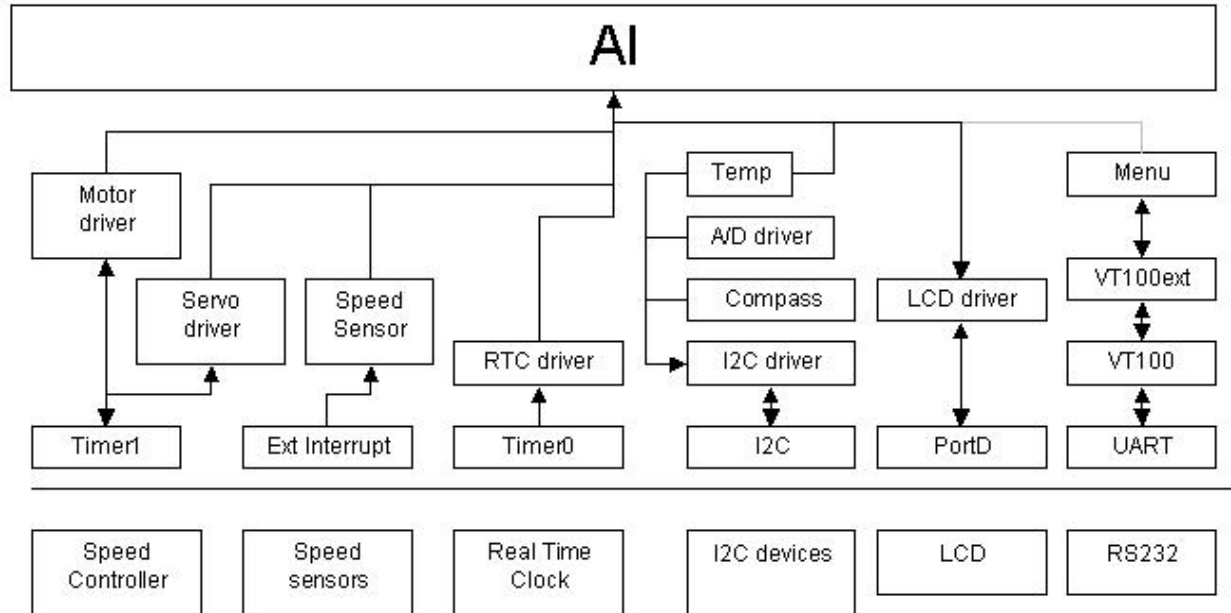 AI
Motor
driver
Temp
Menu
A/D driver
Servo
driver
Speed
Sensor
Compass
LCD driver
VT100ext
RTC driver
I2C driver
VT100
Timer1
Ext Interrupt
Timer0
I2C
PortD
UART
Speed
Controller
Speed
sensors
Real Time
Clock
I2C devices
LCD
RS232